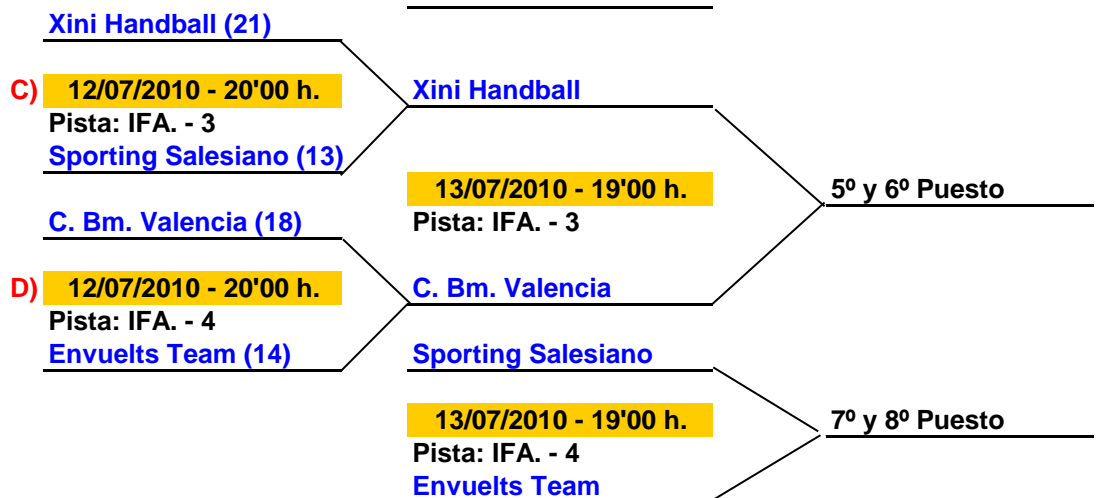 Xini Handball (21)
C) 12/07/2010 - 20'00 h.
Pista: IFA. - 3
Sporting Salesiano (13)
Xini Handball
13/07/2010 - 19'00 h.
Pista: IFA. - 3
5º y 6º Puesto
C. Bm. Valencia (18)
D) 12/07/2010 - 20'00 h.
Pista: IFA. - 4
Envuelts Team (14)
C. Bm. Valencia
Sporting Salesiano
13/07/2010 - 19'00 h.
Pista: IFA. - 4
Envuelts Team
7º y 8º Puesto